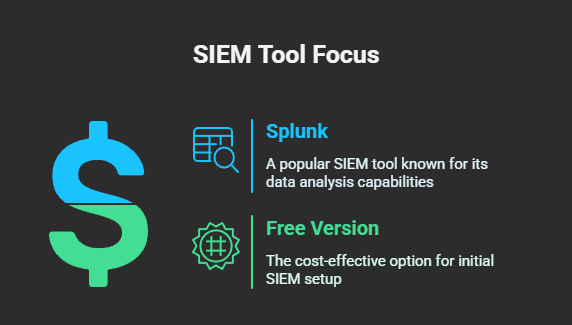 SIEM Tool Focus
Splunk
A popular SIEM tool known for its
data analysis capabilities
Free Version
The cost-effective option for initial
SIEM setup